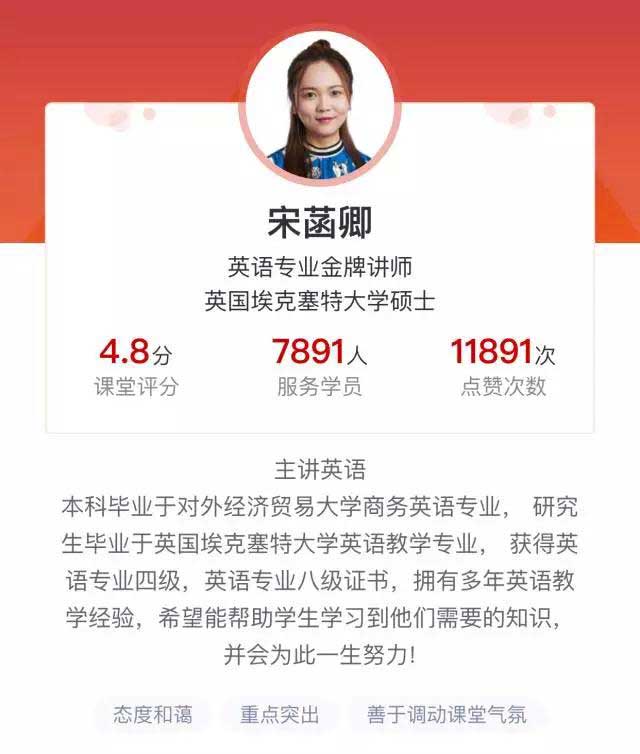 宋菡卿
英语专业金牌讲师
英国埃克塞特大学硕士
4.8分 7891人 11891次
课堂评分 服务学员 点赞次数
主讲英语
本科毕业于对外经济贸易大学商务英语专业， 研究
生毕业于英国埃克塞特大学英语教学专业， 获得英
语专业四级，英语专业八级证书，拥有多年英语教
学经验，希望能帮助学生学习到他们需要的知识，
并会为此一生努力!
态度和蔼 重点突出 善于调动课堂气氛